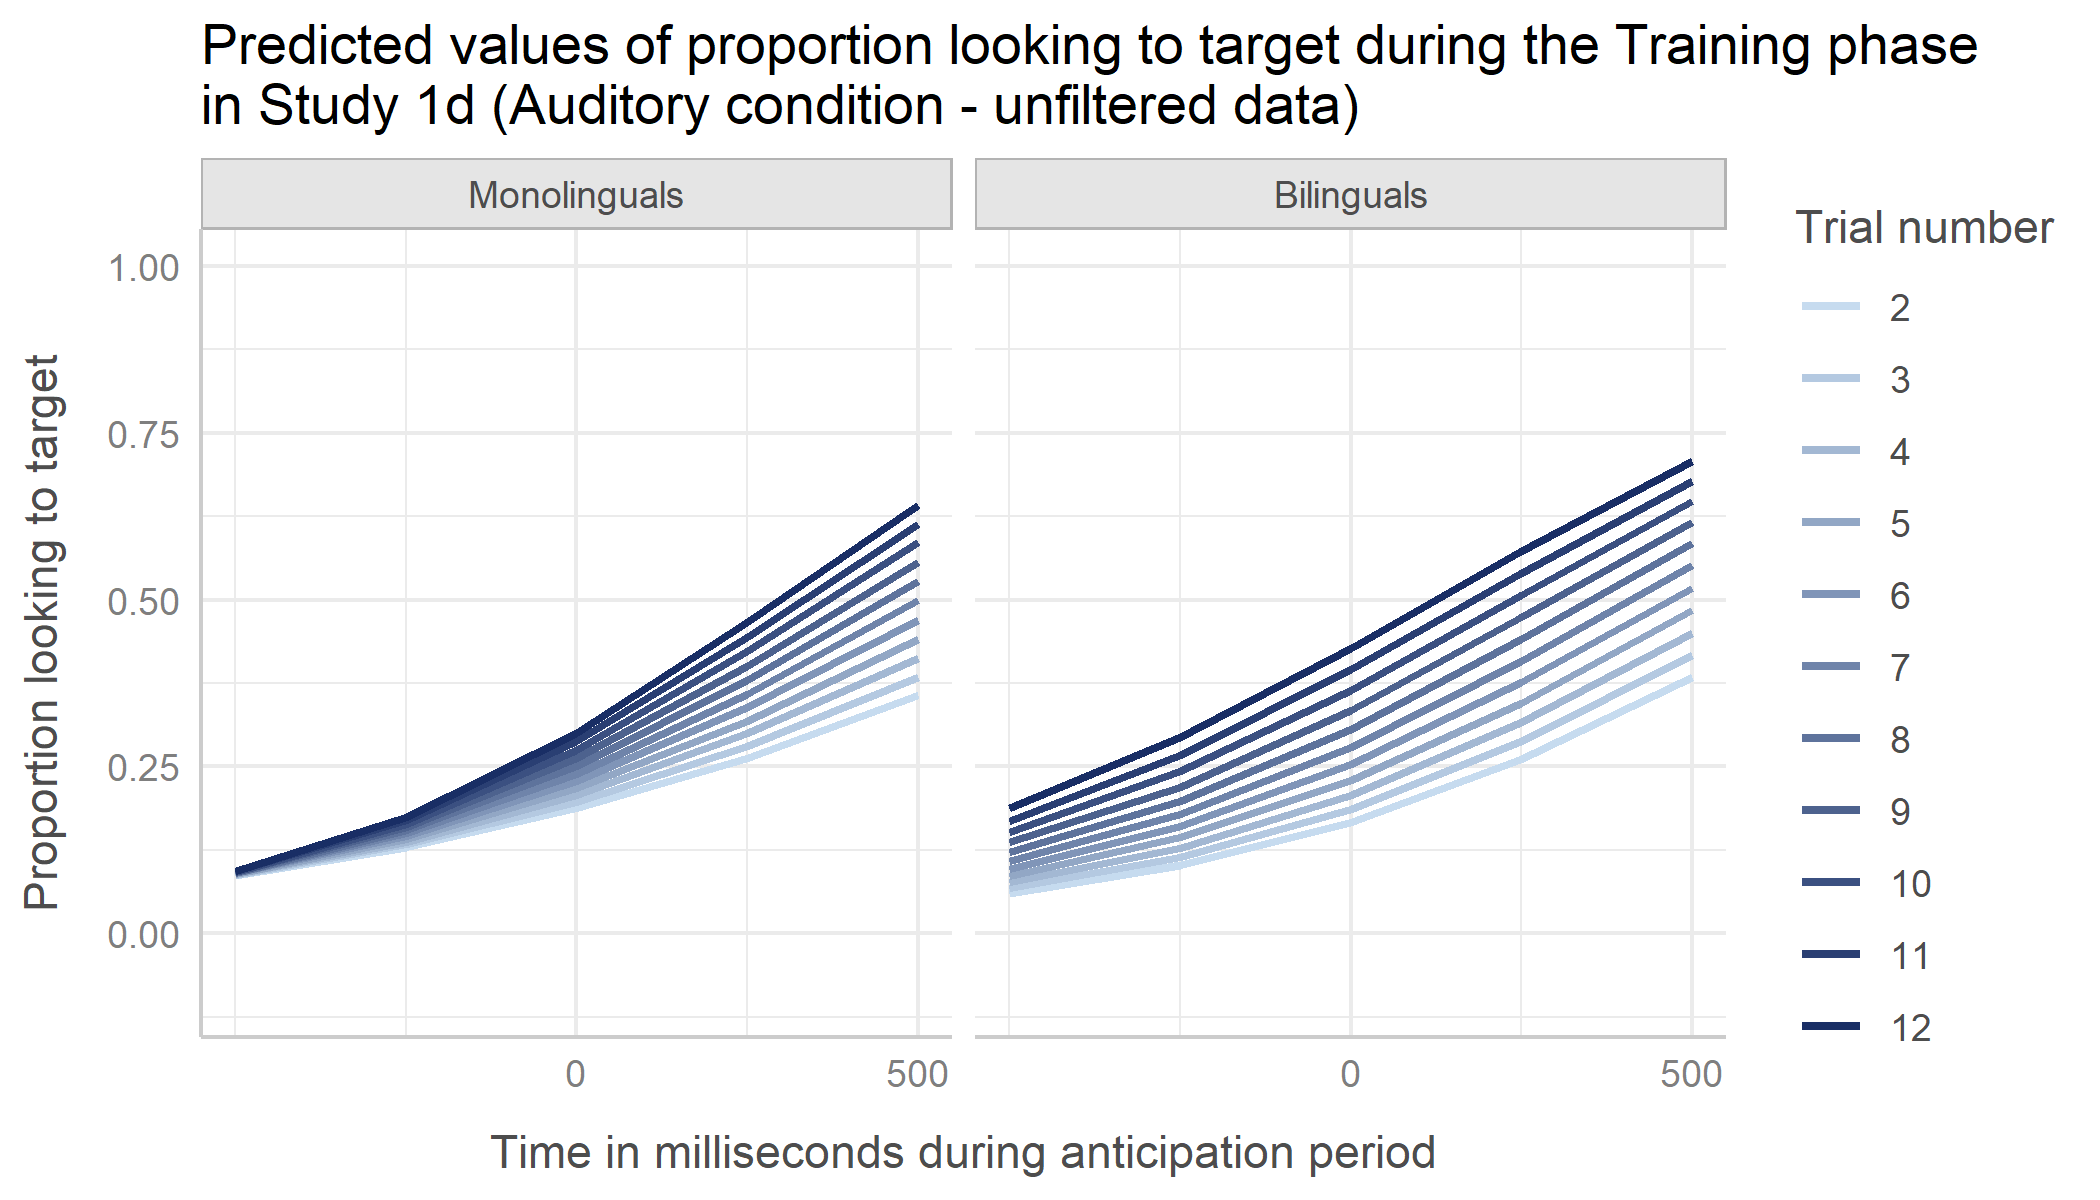 Predicted values of proportion looking to target during the Training phase
in Study 1d (Auditory condition - unfiltered data)
Monolinguals
Bilinguals
Trial number
2
3
4
5
6
7
8
9
10
11
12
Proportion looking to target
1.00
0.75
0.50
0.25
0.00
0
500
0
500
Time in milliseconds during anticipation period